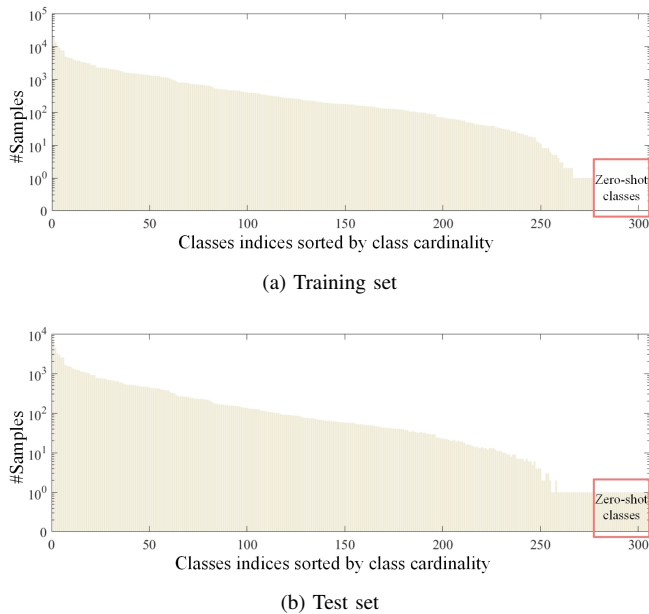 10^5
10^4
10^3
10^2
10^1
10^0
0
#Samples
Zero-shot
classes
0 50 100 150 200 250 300
Classes indices sorted by class cardinality
(a) Training set
10^4
10^3
10^2
10^1
10^0
0
#Samples
Zero-shot
classes
0 50 100 150 200 250 300
Classes indices sorted by class cardinality
(b) Test set